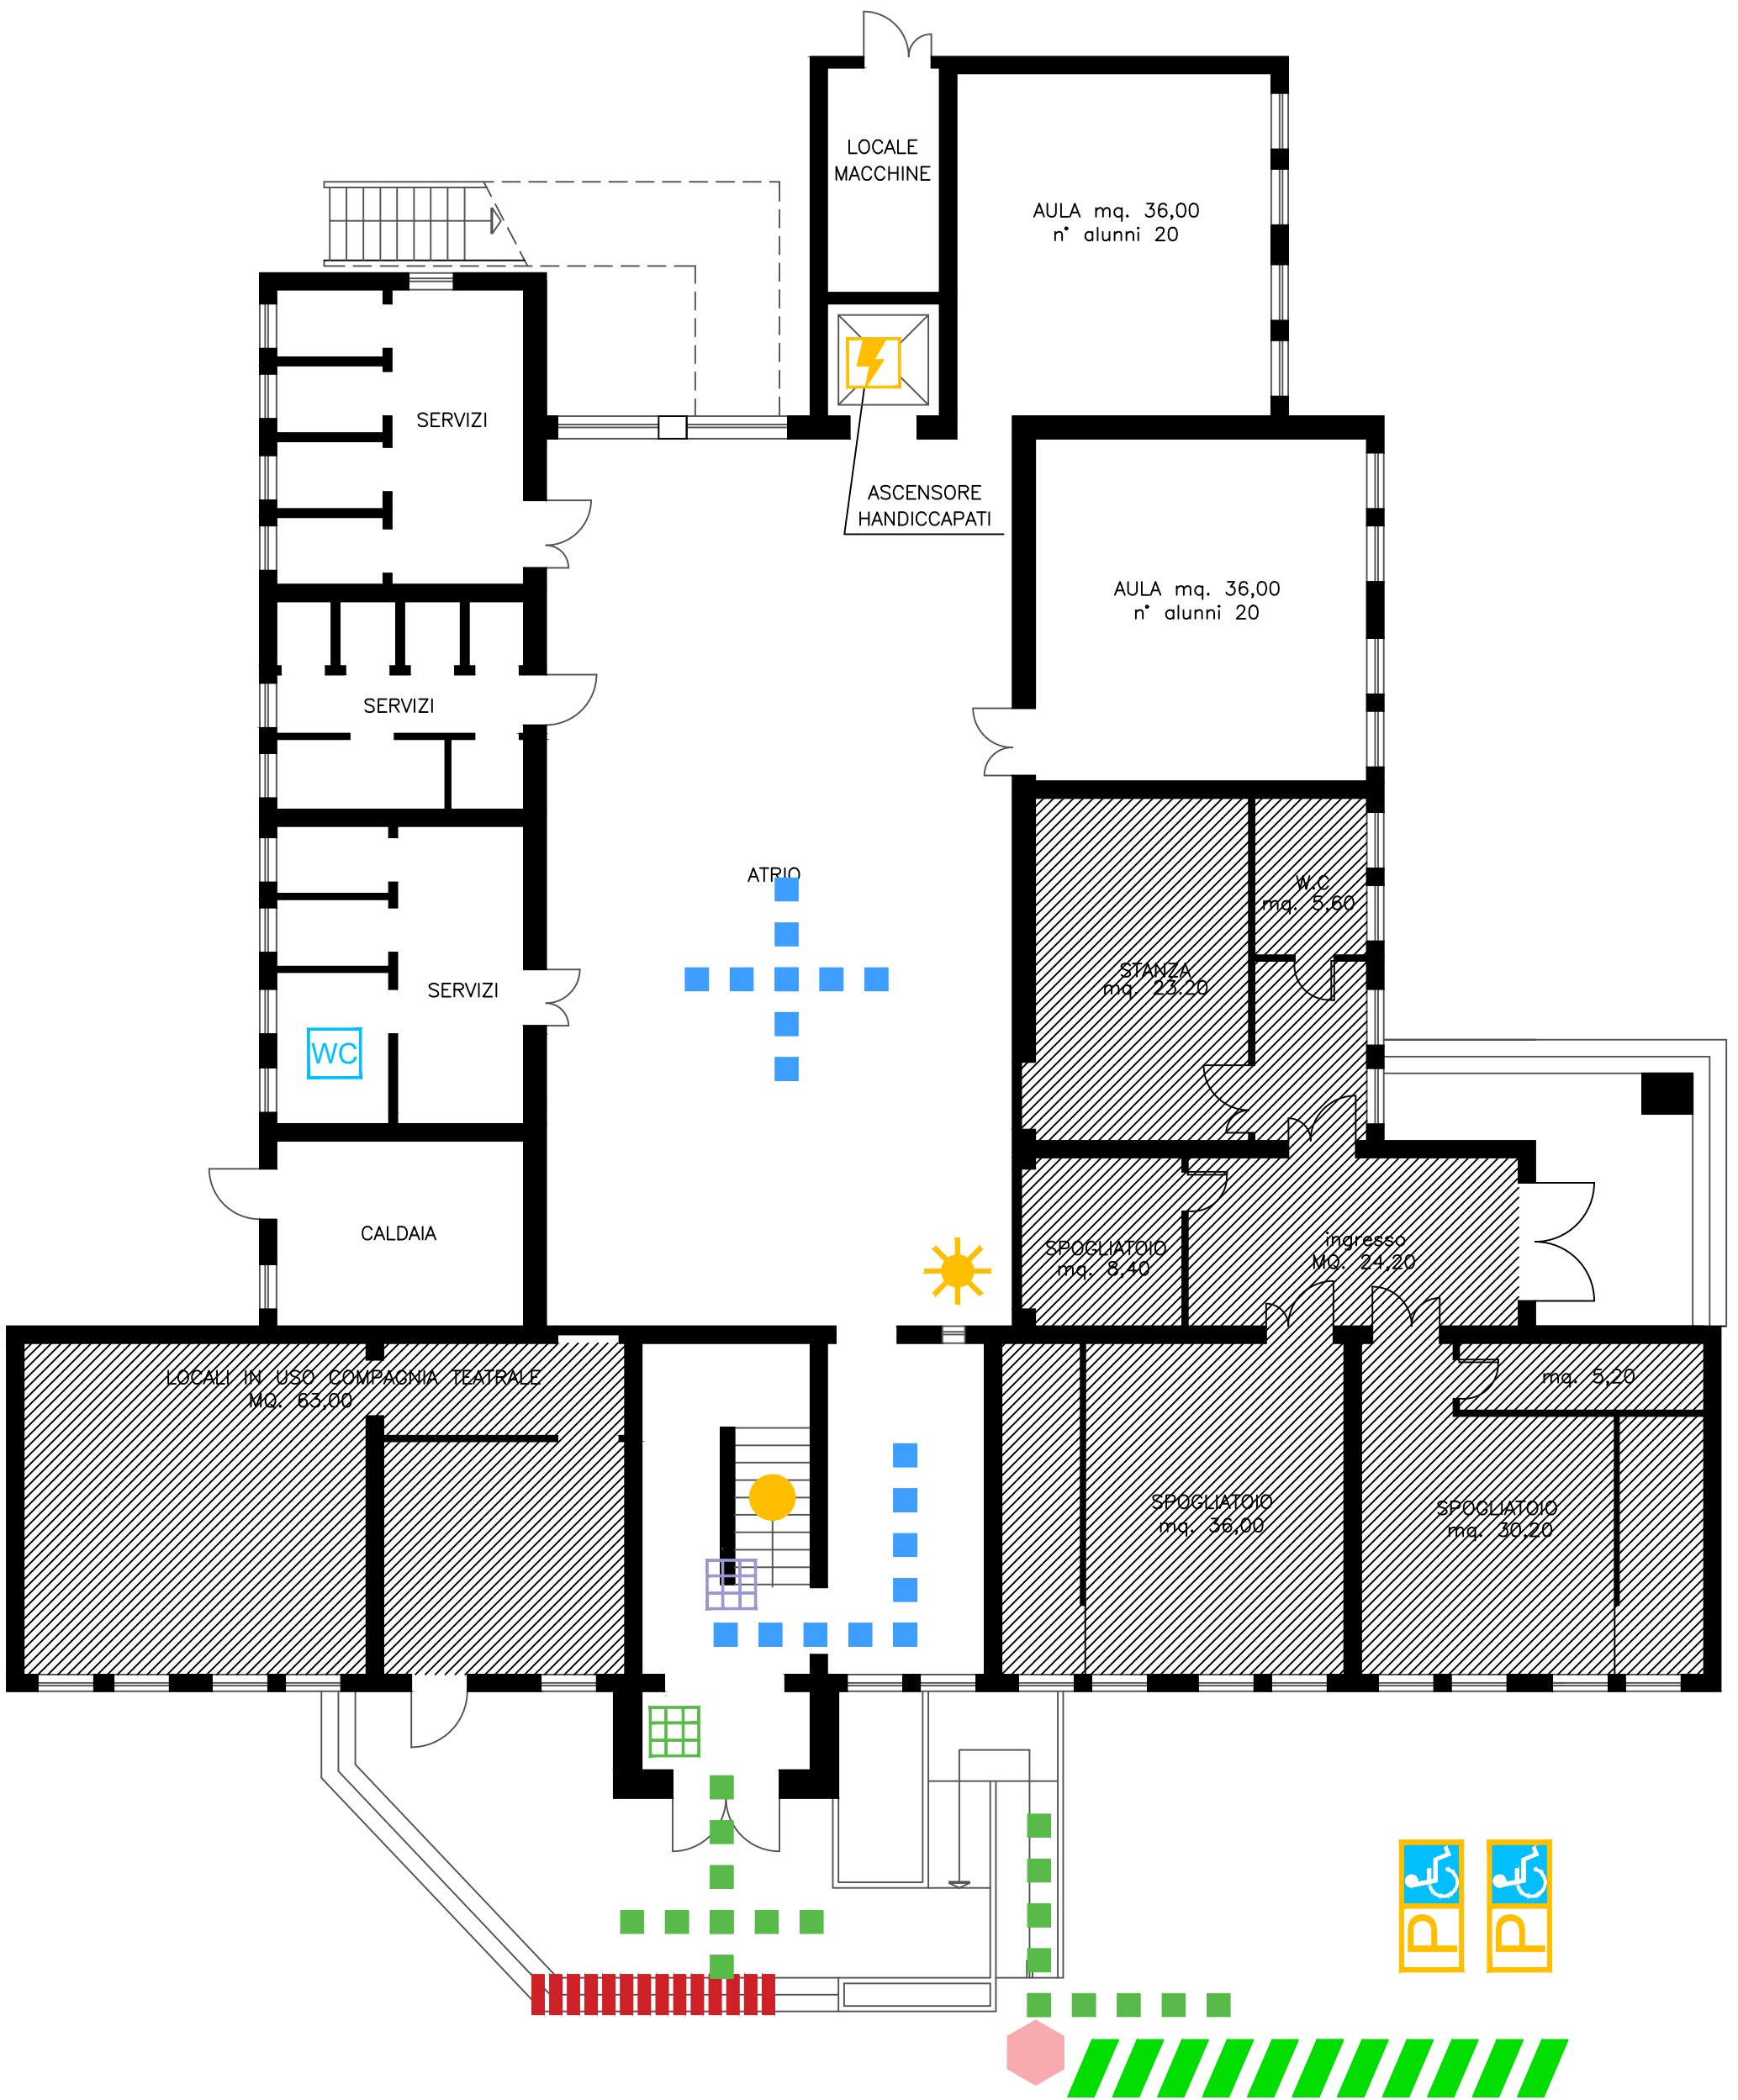 LOCALE
MACCHINE
AULA mq. 36,00
n° alunni 20
SERVIZI
ASCENSORE
HANDICCAPATI
AULA mq. 36,00
n° alunni 20
SERVIZI
ATRIO
W.C
mq. 5,60
STANZA
mq. 23.20
SERVIZI
WC
CALDAIA
SPOGLIATOIO
mq. 8,40
ingresso
MQ. 24,20
LOCALI IN USO COMPAGNIA TEATRALE
MQ. 63,00
mq. 5,20
SPOGLIATOIO
mq. 36,00
SPOGLIATOIO
mq. 30.20
P
P